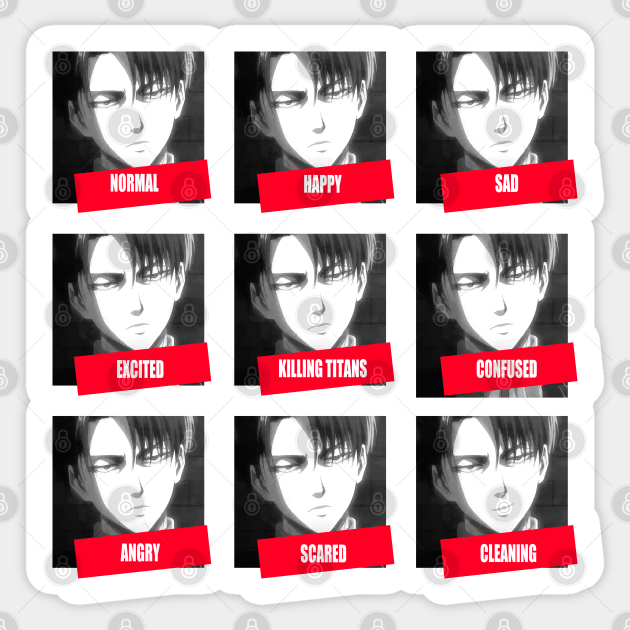 NORMAL
HAPPY
SAD
EXCITED
KILLING TITANS
CONFUSED
ANGRY
SCARED
CLEANING